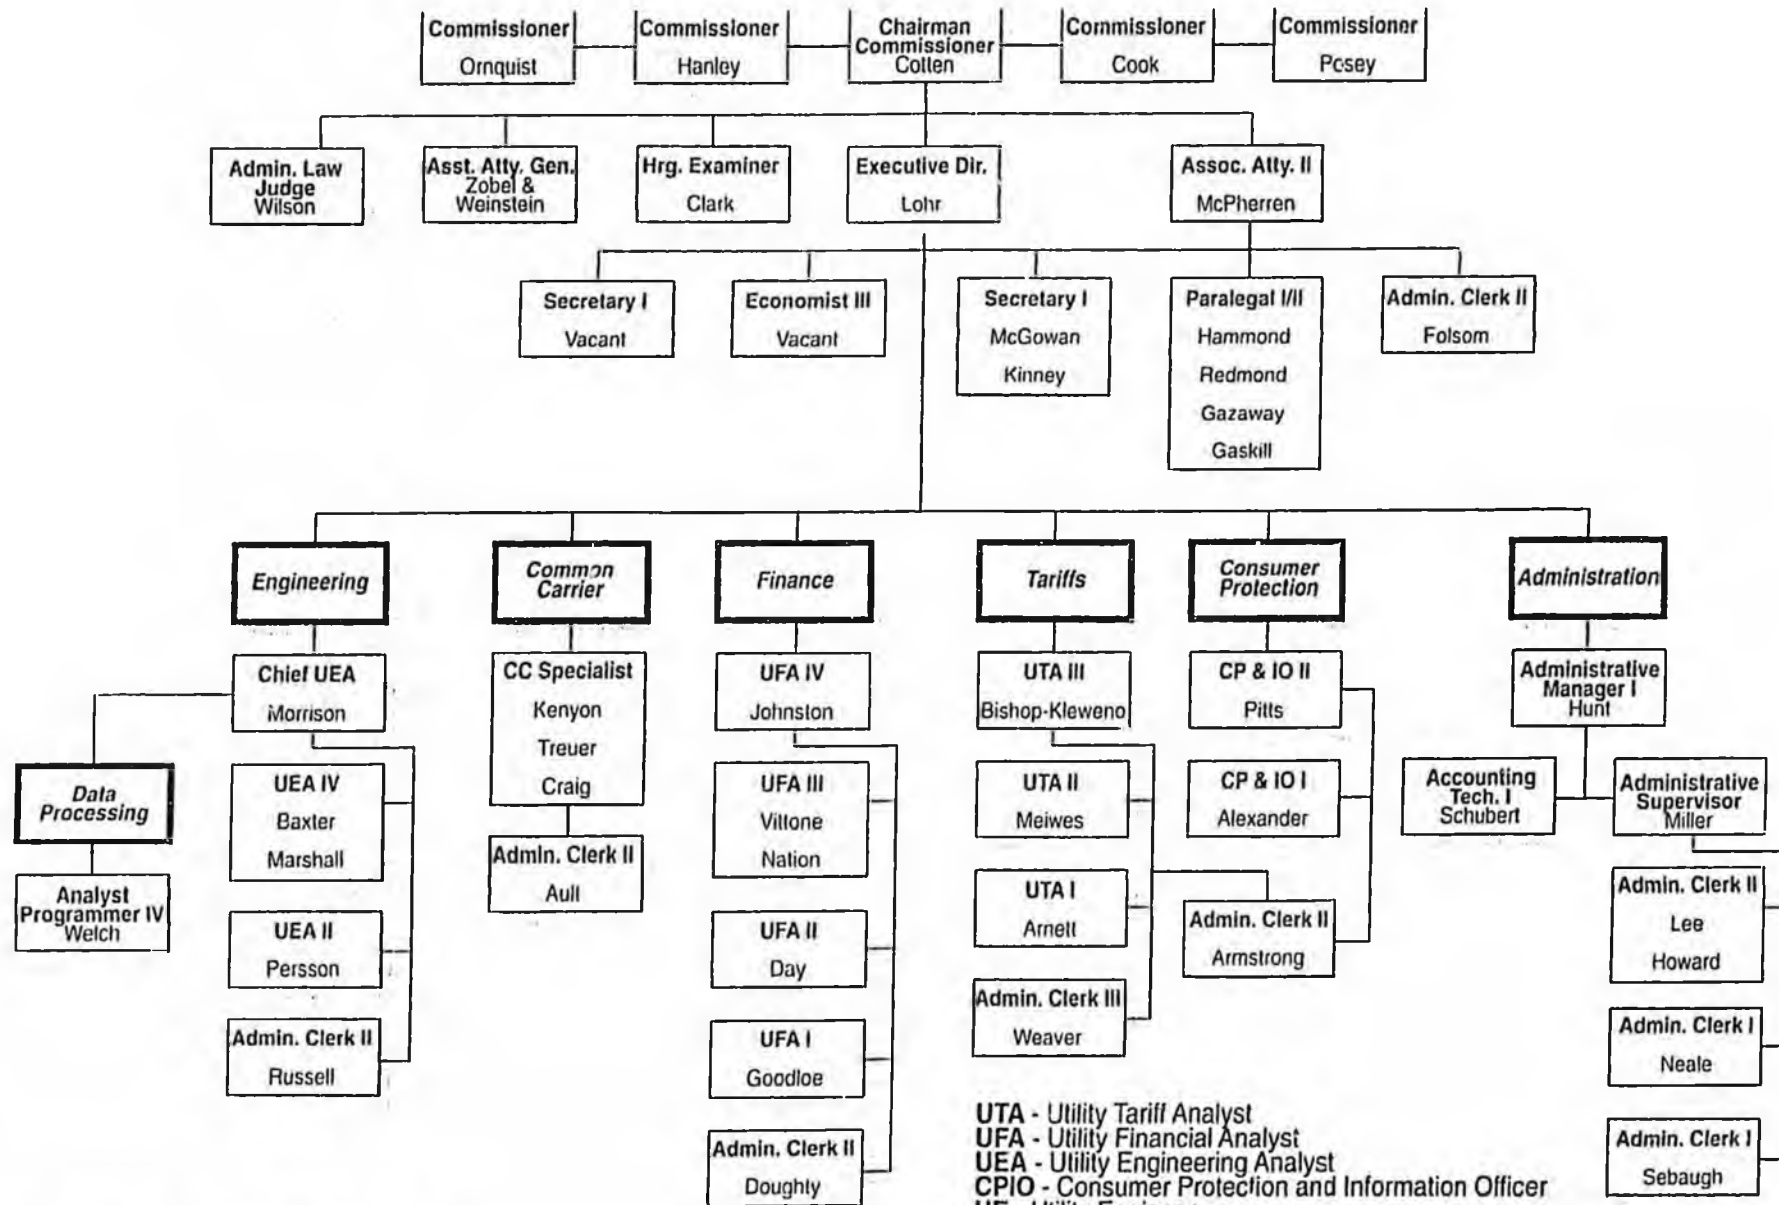 Commissioner
Ornquist
Commissioner
Hanley
Chairman
Commissioner
Cotten
Commissioner
Cook
Commissioner
Posey
Admin. Law
Judge
Wilson
Asst. Atty. Gen.
Zobel &
Weinstein
Hrg. Examiner
Clark
Executive Dir.
Lohr
Assoc. Atty. II
McPherren
Secretary I
Vacant
Economist III
Vacant
Secretary I
McGowan
Kinney
Paralegal I/II
Hammond
Redmond
Gazaway
Gaskill
Admin. Clerk II
Folsom
Engineering
Common
Carrier
Finance
Tariffs
Consumer
Protection
Administration
Chief UEA
Morrison
Data
Processing
Analyst
Programmer IV
Welch
UEA IV
Baxter
Marshall
UEA II
Persson
Admin. Clerk II
Russell
CC Specialist
Kenyon
Treuer
Craig
Admin. Clerk II
Aull
UFA IV
Johnston
UFA III
Vittone
Nation
UFA II
Day
UFA I
Goodloe
Admin. Clerk II
Doughty
UTA III
Bishop-Kleweno
UTA II
Meiwes
UTA I
Arnett
Admin. Clerk III
Weaver
CP & IO II
Pitts
CP & IO I
Alexander
Admin. Clerk II
Armstrong
Administrative
Manager I
Hunt
Accounting
Tech. I
Schubert
Administrative
Supervisor
Miller
Admin. Clerk II
Lee
Howard
Admin. Clerk I
Neale
Admin. Clerk I
Sebaugh
UTA - Utility Tariff Analyst
UFA - Utility Financial Analyst
UEA - Utility Engineering Analyst
CPIO - Consumer Protection and Information Officer